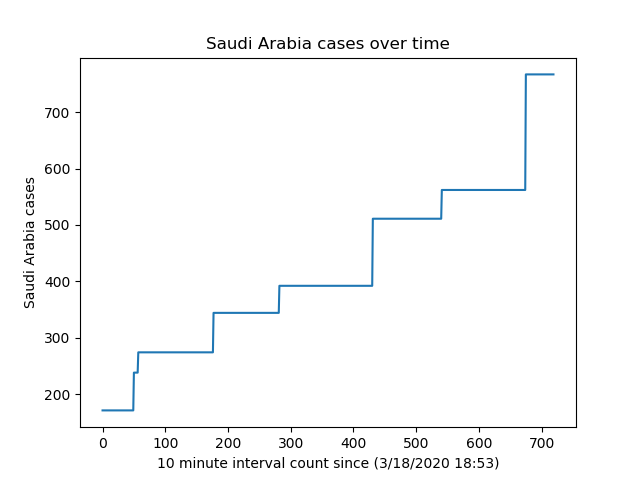 Saudi Arabia cases over time
Saudi Arabia cases
700
600
500
400
300
200
0 100 200 300 400 500 600 700
10 minute interval count since (3/18/2020 18:53)